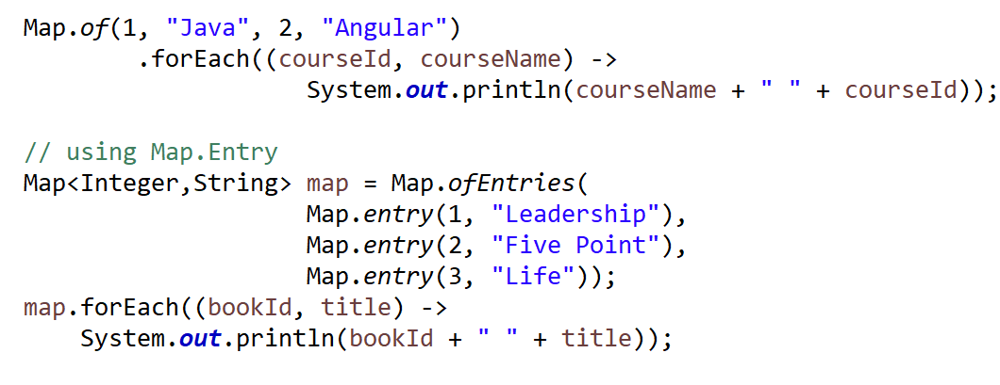 Map.of(1, "Java", 2, "Angular")
        .forEach((courseId, courseName) ->
                    System.out.println(courseName + " " + courseId));

// using Map.Entry
Map<Integer,String> map = Map.ofEntries(
                    Map.entry(1, "Leadership"),
                    Map.entry(2, "Five Point"),
                    Map.entry(3, "Life"));
map.forEach((bookId, title) ->
    System.out.println(bookId + " " + title));